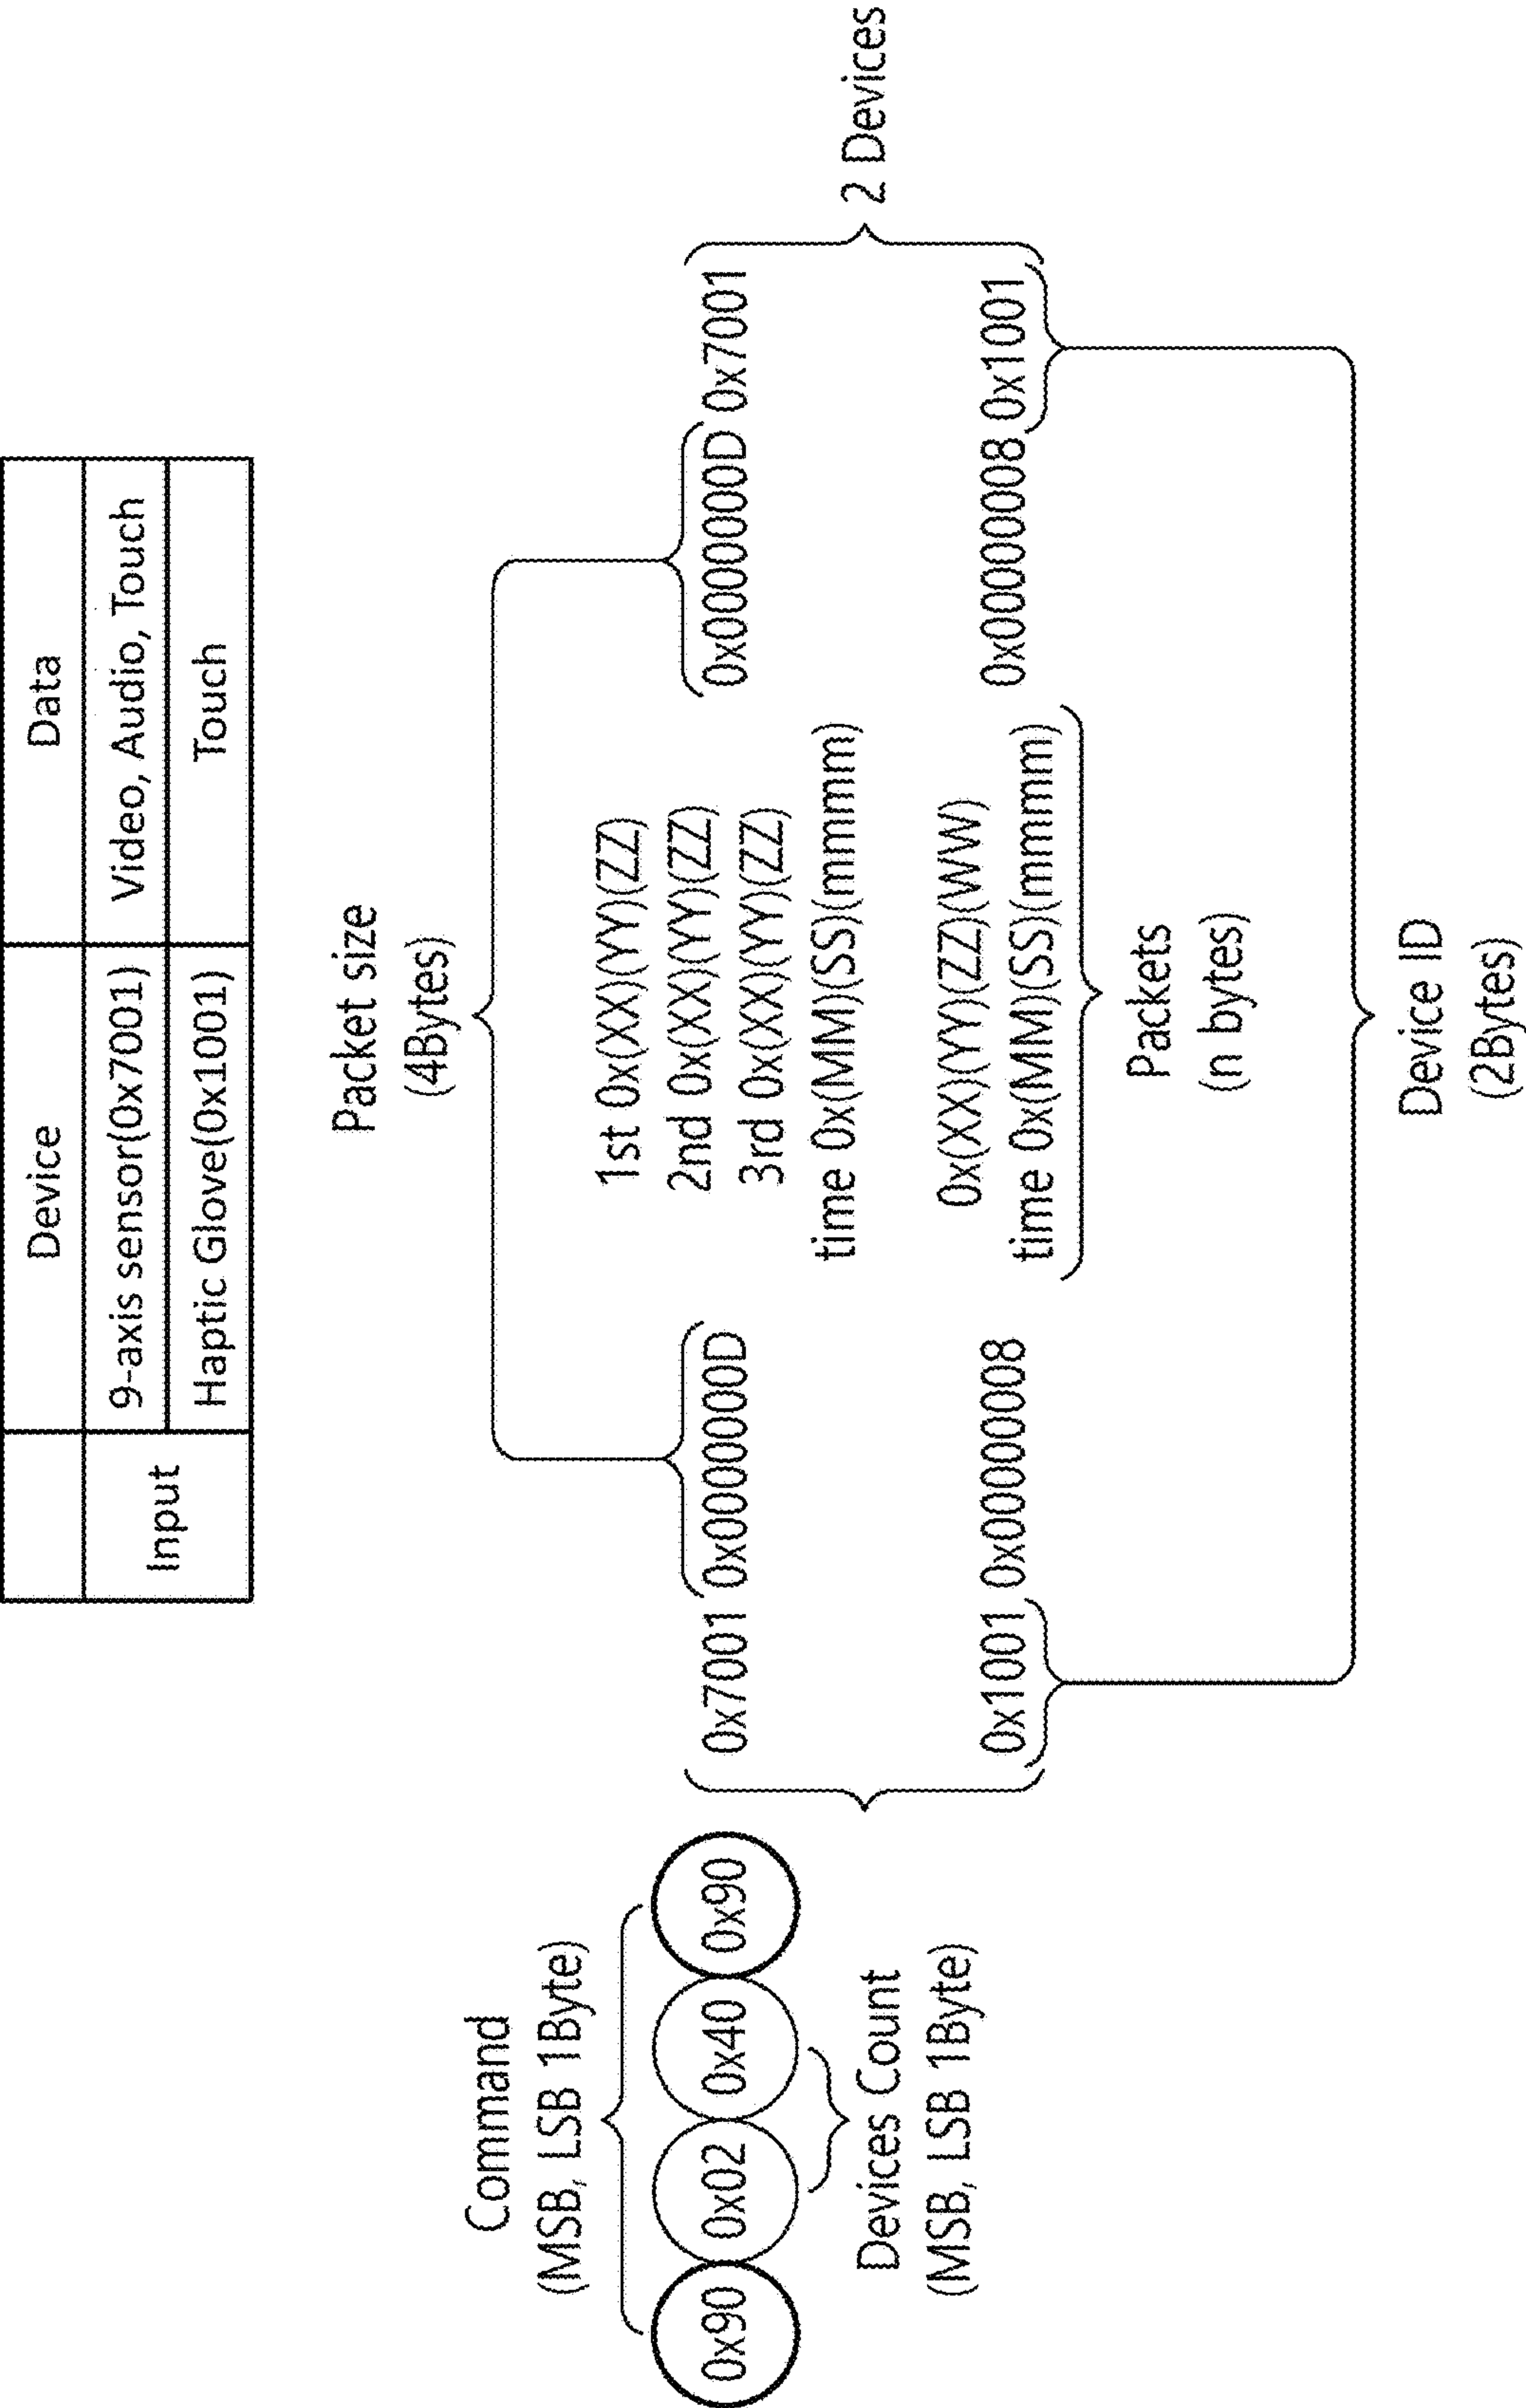 Device Data
Input 9-axis sensor(0x7001) Video, Audio, Touch
Haptic Glove(0x1001) Touch
Packet size
(4Bytes)
Command
(MSB, LSB 1Byte)
0x90 0x02 0x40 0x90
Devices Count
(MSB, LSB 1Byte)
1st 0x(XX)(YY)(ZZ)
0x7001 0x0000000D 2nd 0x(XX)(YY)(ZZ) 0x0000000D 0x7001
3rd 0x(XX)(YY)(ZZ)
time 0x(MM)(SS)(mmmm)
2 Devices
0x(XX)(YY)(ZZ)(WW)
0x1001 0x00000008 0x00000008 0x1001
time 0x(MM)(SS)(mmmm)
Packets
(n bytes)
Device ID
(2Bytes)